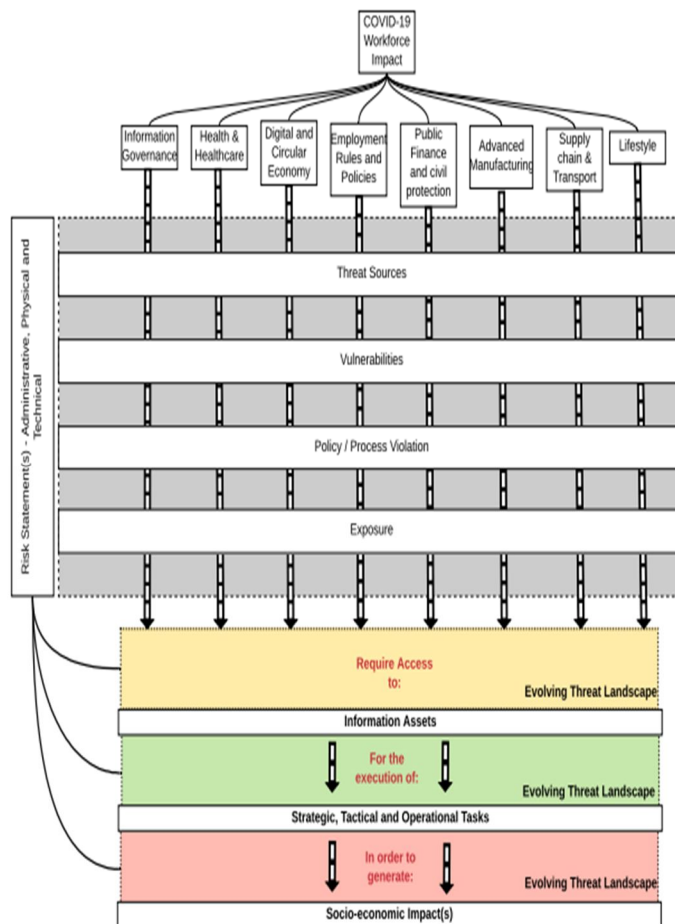 COVID-19
Workforce
Impact
Information
Governance
Health &
Healthcare
Digital and
Circular
Economy
Employment
Rules and
Policies
Public
Finance
and civil
protection
Advanced
Manufacturing
Supply
chain &
Transport
Lifestyle
Risk Statement(s) - Administrative, Physical and
Technical
Threat Sources
Vulnerabilities
Policy / Process Violation
Exposure
Require Access
to:
Evolving Threat Landscape
Information Assets
For the
execution of:
Evolving Threat Landscape
Strategic, Tactical and Operational Tasks
In order to
generate:
Evolving Threat Landscape
Socio-economic Impact(s)